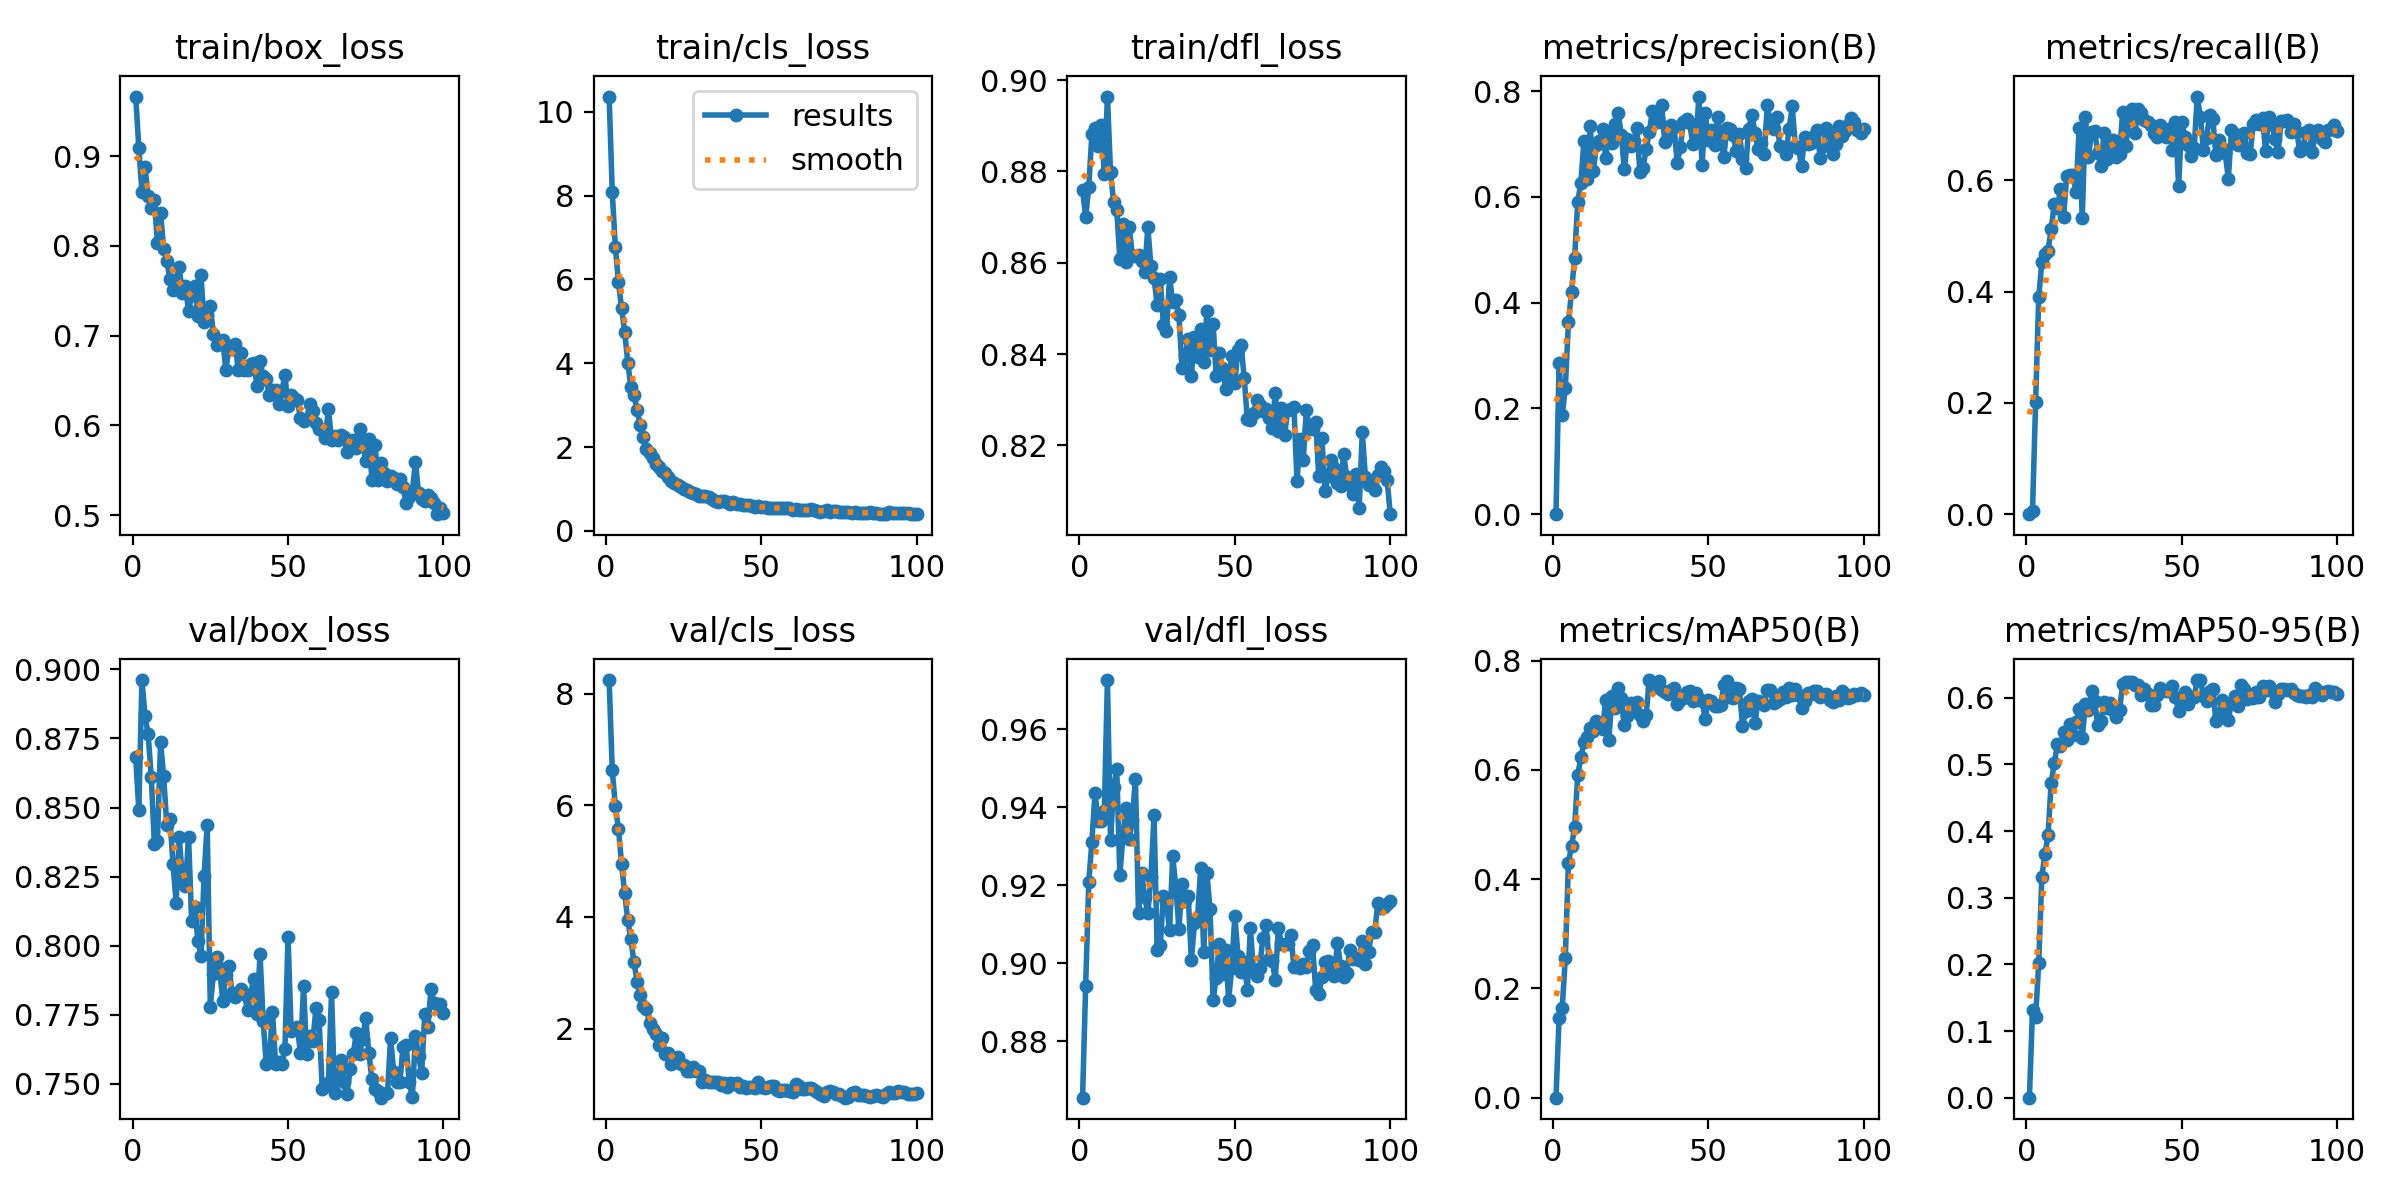 train/box_loss
0.9
0.8
0.7
0.6
0.5
0 50 100
train/cls_loss
results
smooth
10
8
6
4
2
0
0 50 100
train/dfl_loss
0.90
0.88
0.86
0.84
0.82
0 50 100
metrics/precision(B)
0.8
0.6
0.4
0.2
0.0
0 50 100
metrics/recall(B)
0.6
0.4
0.2
0.0
0 50 100
val/box_loss
0.900
0.875
0.850
0.825
0.800
0.775
0.750
0 50 100
val/cls_loss
8
6
4
2
0 50 100
val/dfl_loss
0.96
0.94
0.92
0.90
0.88
0 50 100
metrics/mAP50(B)
0.8
0.6
0.4
0.2
0.0
0 50 100
metrics/mAP50-95(B)
0.6
0.5
0.4
0.3
0.2
0.1
0.0
0 50 100